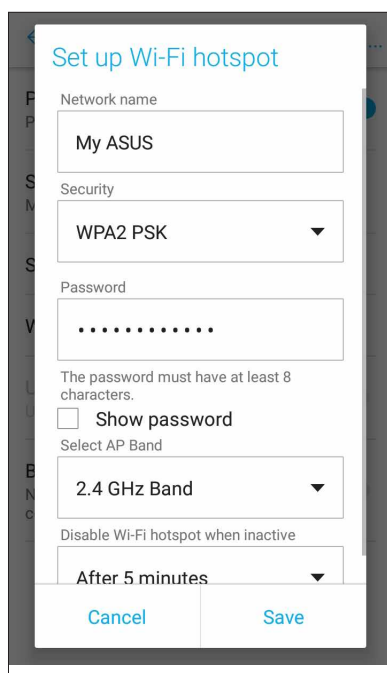 Set up Wi-Fi hotspot
Network name
My ASUS
Security
WPA2 PSK
Password
••••••••••••
The password must have at least 8
characters.
Show password
Select AP Band
2.4 GHz Band
Disable Wi-Fi hotspot when inactive
After 5 minutes
Cancel
Save